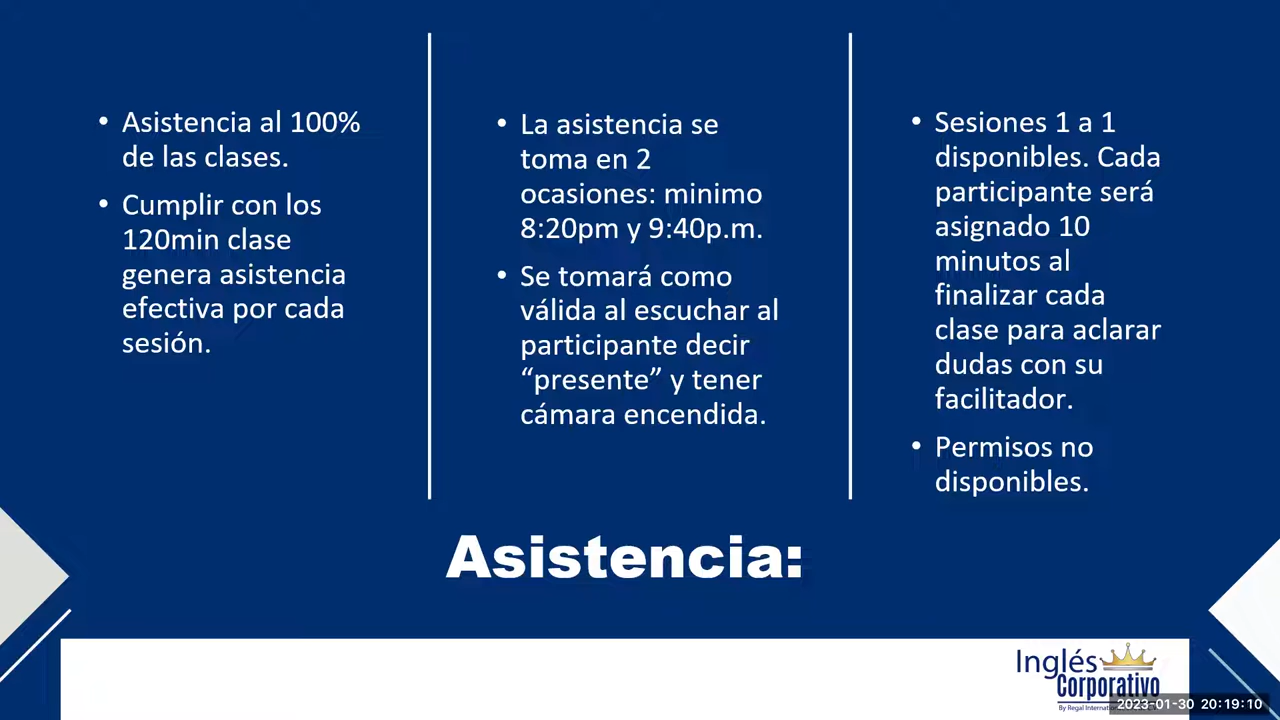 • Asistencia al 100%
de las clases.
• Cumplir con los
120min clase
genera asistencia
efectiva por cada
sesión.
• La asistencia se
toma en 2
ocasiones: minimo
8:20pm y 9:40p.m.
• Se tomará como
válida al escuchar al
participante decir
“presente” y tener
cámara encendida.
• Sesiones 1 a 1
disponibles. Cada
participante será
asignado 10
minutos al
finalizar cada
clase para aclarar
dudas con su
facilitador.
• Permisos no
disponibles.
Asistencia:
Inglés
Corporativo
By Regal
2023-01-30 20:19:10